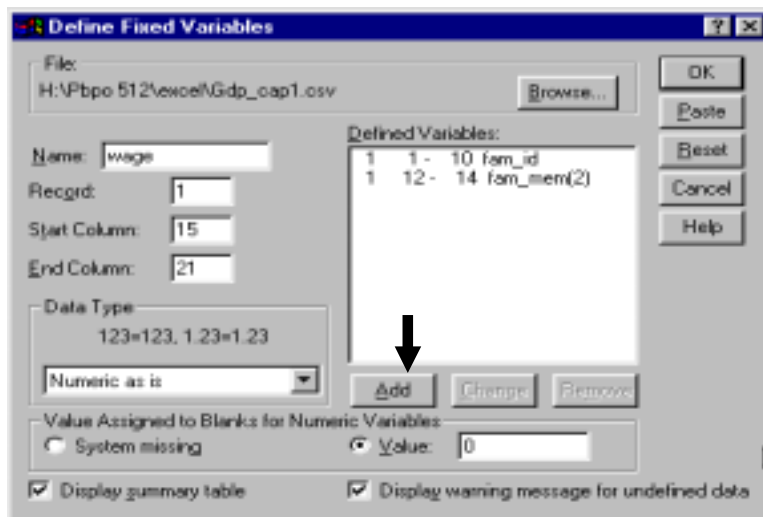 Define Fixed Variables
File:
H:\Pbpo 512\excel\Gdp_cap1.csv
Browse...
OK
Paste
Reset
Cancel
Help
Name: wage
Record: 1
Start Column: 15
End Column: 21
Defined Variables:
1 1 - 10 fam_id
1 12 - 14 fam_mem(2)
Data Type
123=123, 1.23=1.23
Numeric as is
Add
Change
Remove
Value Assigned to Blanks for Numeric Variables
System missing
Value: 0
Display summary table
Display warning message for undefined data